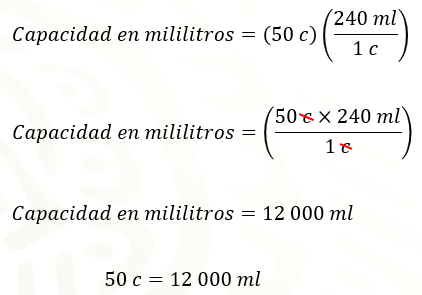 Capacidad en mililitros = (50 c) (240 ml / 1 c)
Capacidad en mililitros = (50 c × 240 ml / 1 c)
Capacidad en mililitros = 12 000 ml
50 c = 12 000 ml